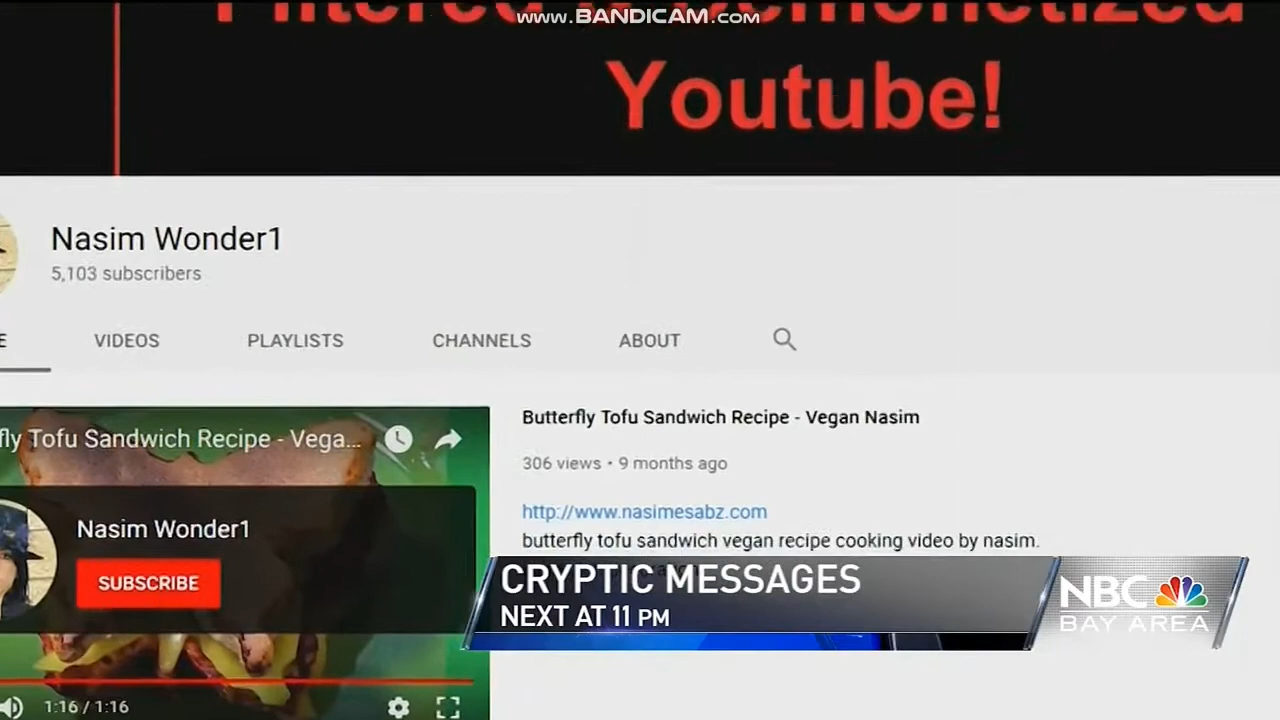 www.BANDICAM.com
Filtered & Demonetized
Youtube!
Nasim Wonder1
5,103 subscribers
VIDEOS PLAYLISTS CHANNELS ABOUT
fly Tofu Sandwich Recipe - Vega...
Nasim Wonder1
SUBSCRIBE
1:16 / 1:16
Butterfly Tofu Sandwich Recipe - Vegan Nasim
306 views • 9 months ago
http://www.nasimesabz.com
butterfly tofu sandwich vegan recipe cooking video by nasim.
CRYPTIC MESSAGES
NEXT AT 11 PM
NBC
BAY AREA